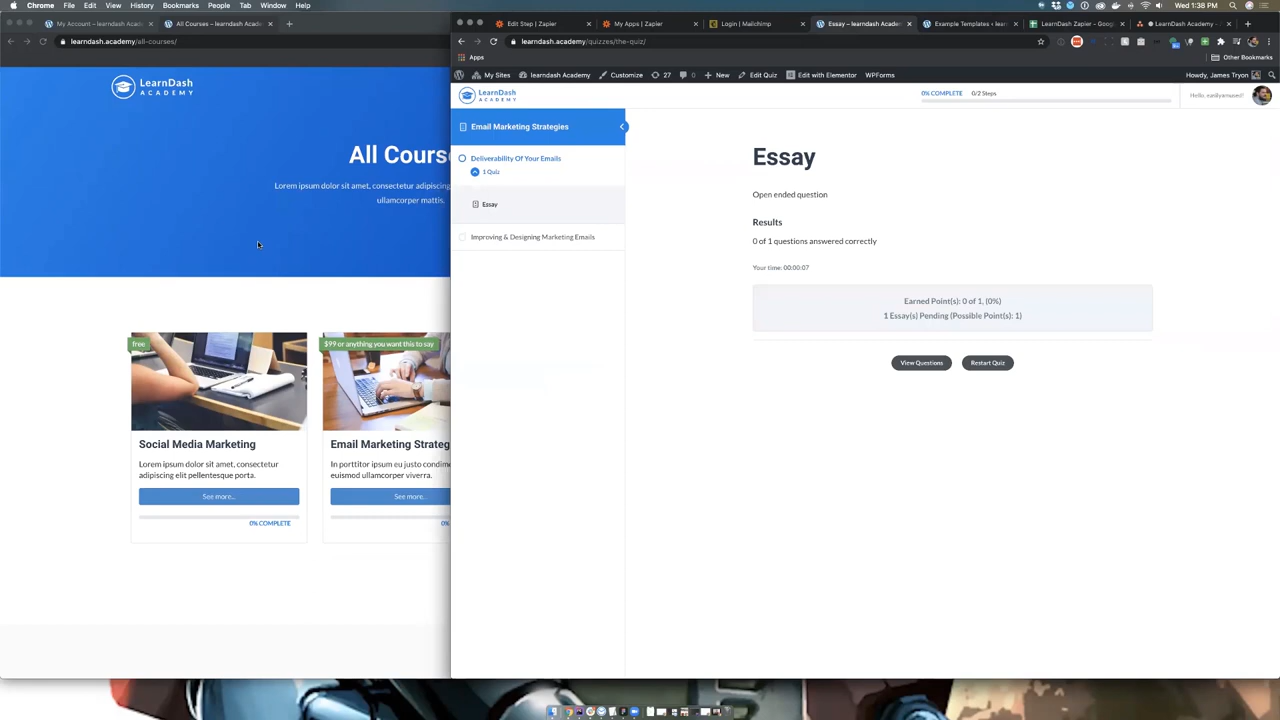 Chrome File Edit View History Bookmarks People Tab Window Help
Wed 1:38 PM
My Account – learndash Acad
All Courses – learndash Acade
learndash.academy/all-courses/
LearnDash
ACADEMY
All Cours
Lorem ipsum dolor sit amet, consectetur adipiscing
ullamcorper mattis.
free
$99 or anything you want this to say
Social Media Marketing
Email Marketing Strateg
Lorem ipsum dolor sit amet, consectetur
adipiscing elit pellentesque porta.
In porttitor ipsum eu justo condime
euismod ullamcorper viverra.
See more...
See more...
0% COMPLETE
0%
Edit Step | Zapier
My Apps | Zapier
Login | Mailchimp
Essay – learndash Academy
Example Templates ‹ lear
LearnDash Zapier - Goog
LearnDash Academy -
learndash.academy/quizzes/the-quiz/
Apps
Other Bookmarks
My Sites learndash Academy Customize 27 0 New Edit Quiz Edit with Elementor WPForms
Howdy, James Tryon
LearnDash
ACADEMY
0% COMPLETE 0/2 Steps
Hello, easilyamused!
Email Marketing Strategies
Deliverability Of Your Emails
1 Quiz
Essay
Improving & Designing Marketing Emails
Essay
Open ended question
Results
0 of 1 questions answered correctly
Your time: 00:00:07
Earned Point(s): 0 of 1, (0%)
1 Essay(s) Pending (Possible Point(s): 1)
View Questions
Restart Quiz